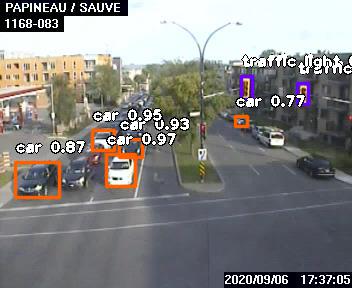 PAPINEAU / SAUVE
1168-083
traffic light
traffic
car 0.77
car 0.95
car 0.93
car 0.97
car 0.87
2020/09/06 17:37:05